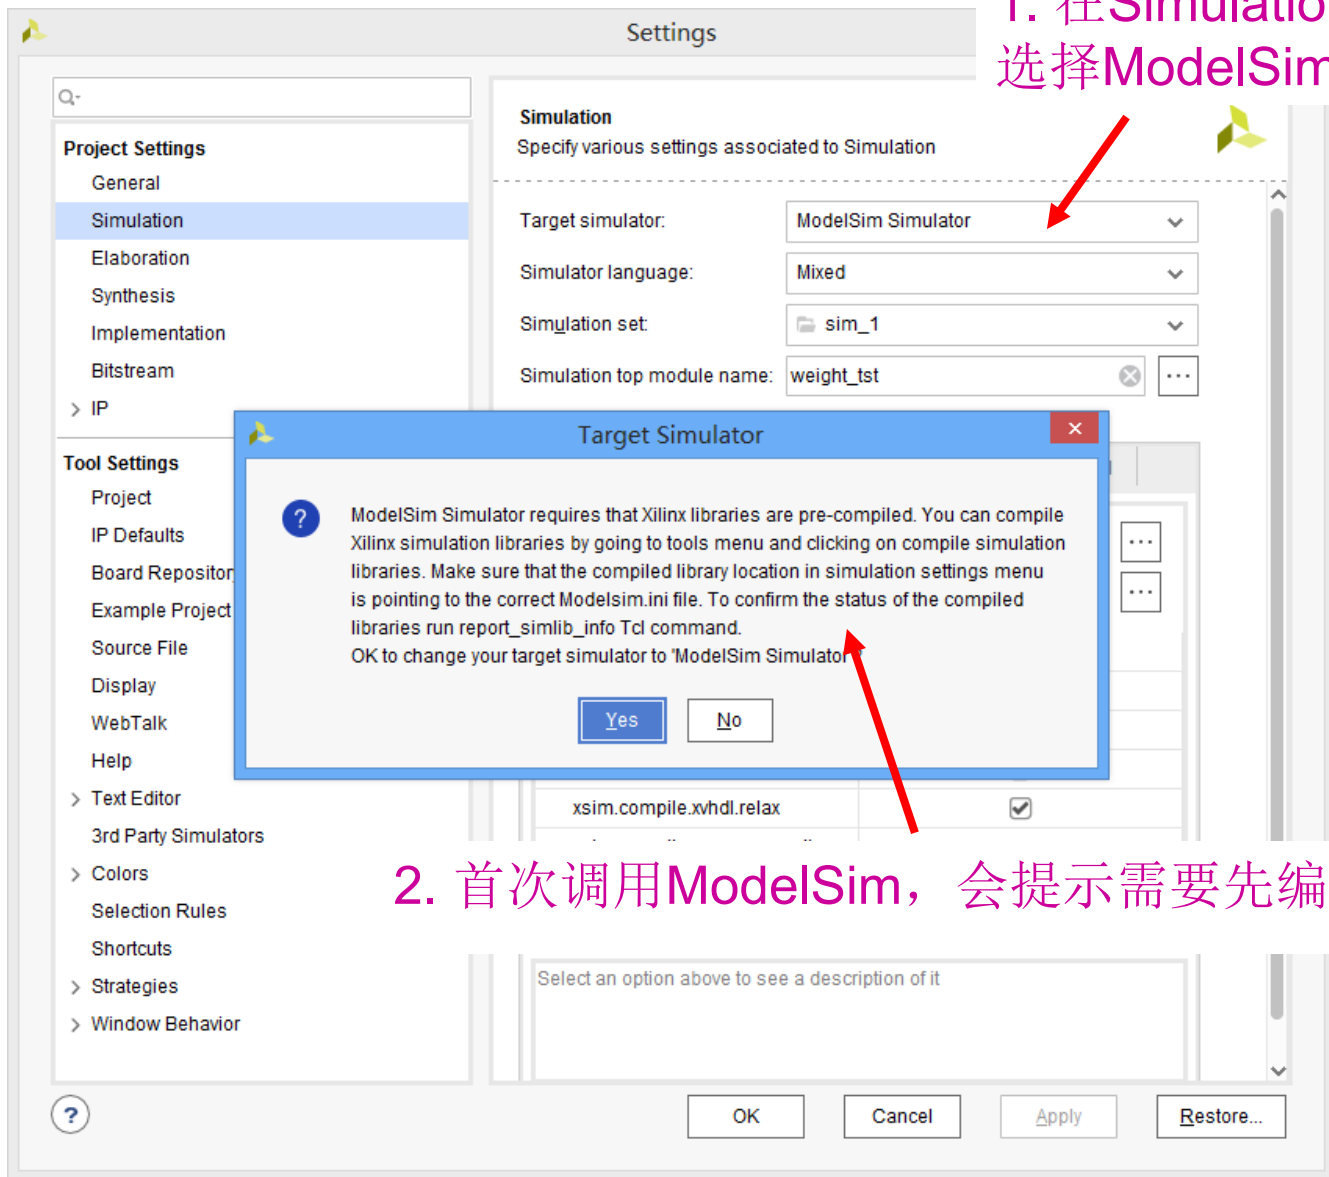 Settings
1. 在Simulatio
选择ModelSim
Project Settings
General
Simulation
Elaboration
Synthesis
Implementation
Bitstream
IP
Tool Settings
Project
IP Defaults
Board Repositor
Example Project
Source File
Display
WebTalk
Help
Text Editor
3rd Party Simulators
Colors
Selection Rules
Shortcuts
Strategies
Window Behavior
Simulation
Specify various settings associated to Simulation
Target simulator: ModelSim Simulator
Simulator language: Mixed
Simulation set: sim_1
Simulation top module name: weight_tst ...
Target Simulator
ModelSim Simulator requires that Xilinx libraries are pre-compiled. You can compile
Xilinx simulation libraries by going to tools menu and clicking on compile simulation
libraries. Make sure that the compiled library location in simulation settings menu
is pointing to the correct Modelsim.ini file. To confirm the status of the compiled
libraries run report_simlib_info Tcl command.
OK to change your target simulator to 'ModelSim Simulator'?
Yes No
...
...
xsim.compile.xvhdl.relax
2. 首次调用ModelSim，会提示需要先编
Select an option above to see a description of it
? OK Cancel Apply Restore...